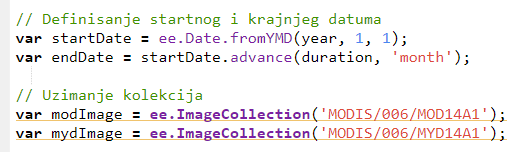 // Definisanje startnog i krajnjeg datuma
var startDate = ee.Date.fromYMD(year, 1, 1);
var endDate = startDate.advance(duration, 'month');
// Uzimanje kolekcija
var modImage = ee.ImageCollection('MODIS/006/MOD14A1');
var mydImage = ee.ImageCollection('MODIS/006/MYD14A1');